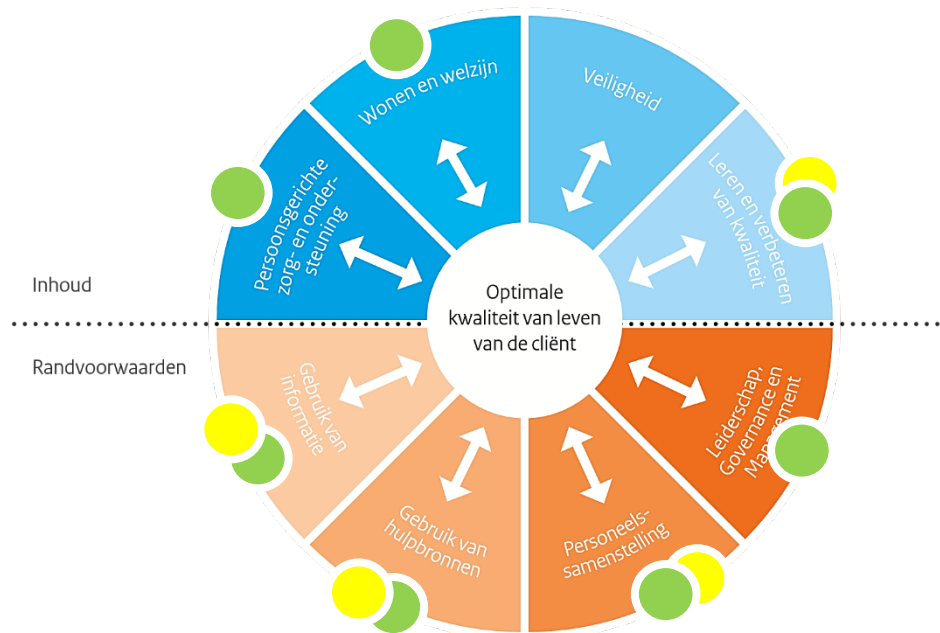 Wonen en welzijn
Veiligheid
Persoonsgerichte
zorg- en onder-
steuning
Leren en verbeteren
van kwaliteit
Inhoud
Optimale
kwaliteit van leven
van de cliënt
Randvoorwaarden
Gebruik van
informatie
Leiderschap,
Governance en
Management
Gebruik van
hulpbronnen
Personeels-
samenstelling